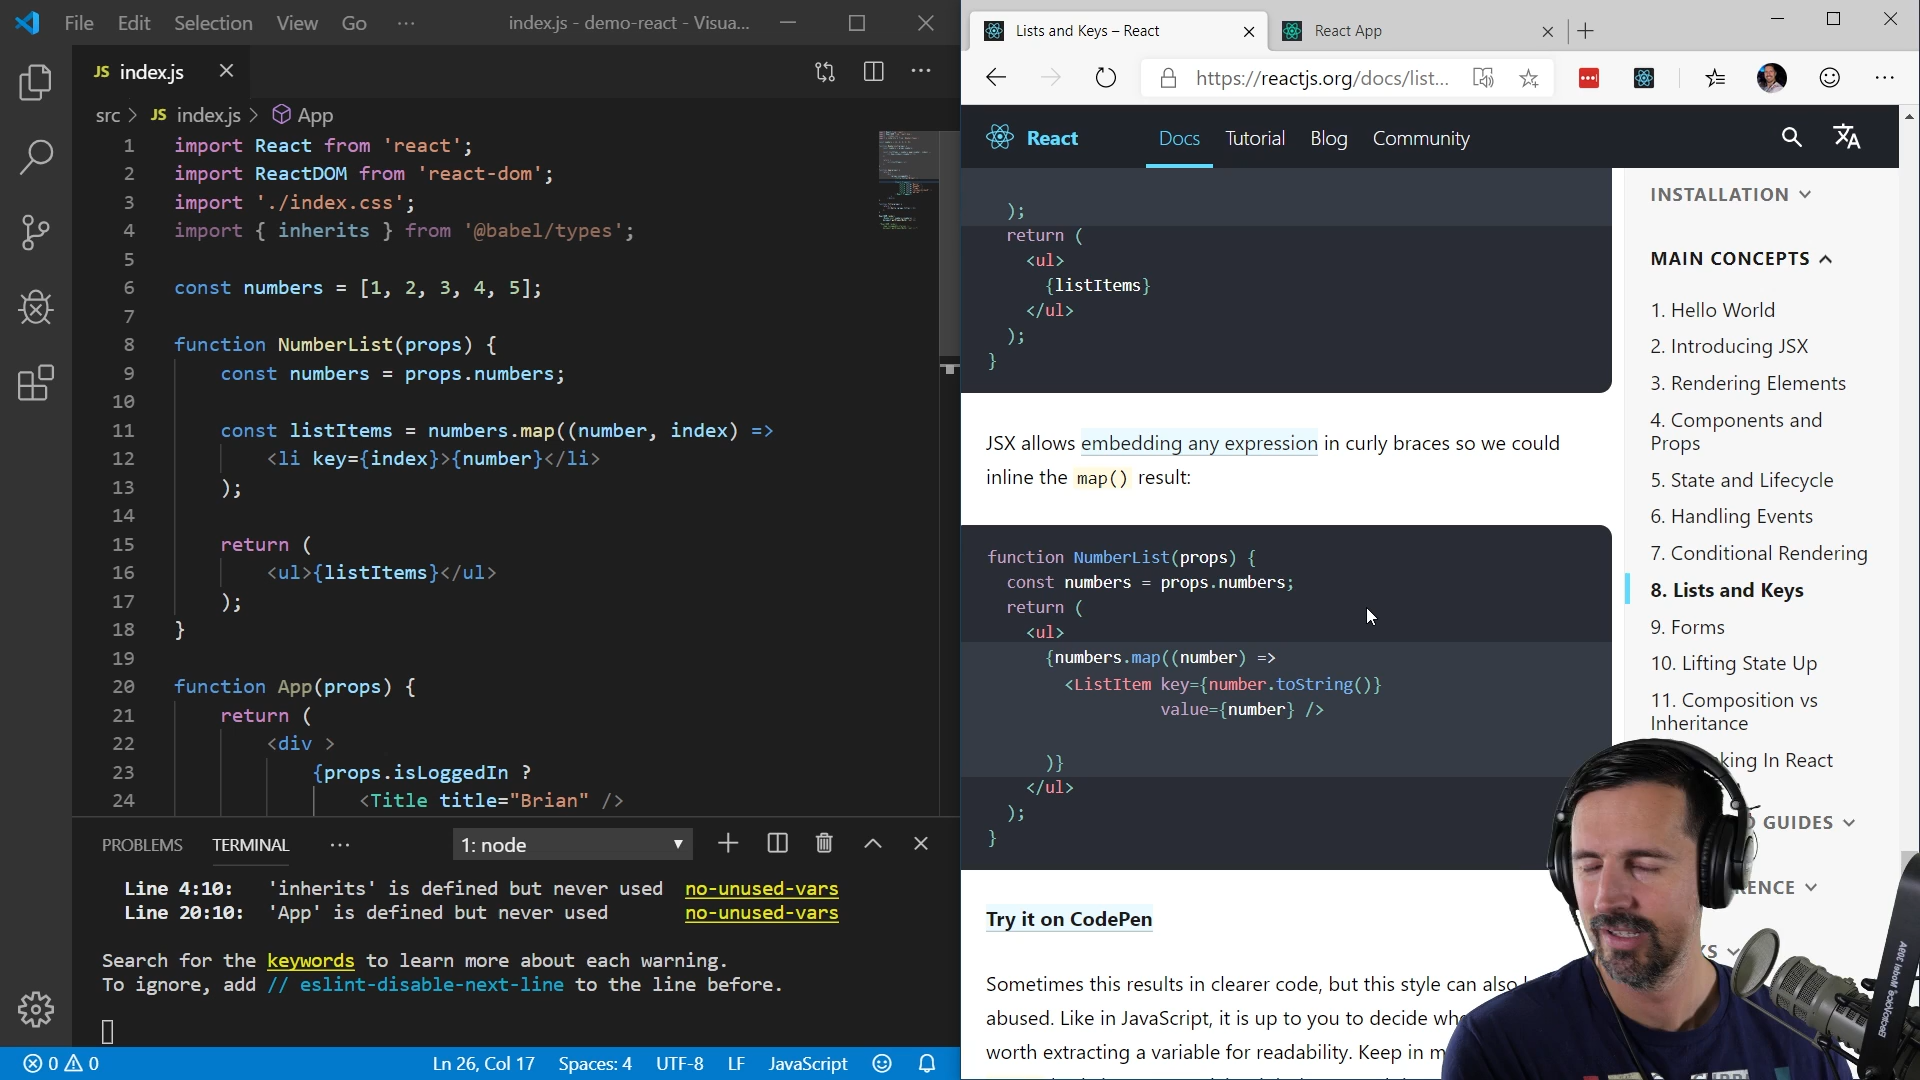 File Edit Selection View Go ··· index.js - demo-react - Visua...
JS index.js
src > JS index.js > App
1 import React from 'react';
2 import ReactDOM from 'react-dom';
3 import './index.css';
4 import { inherits } from '@babel/types';
5
6 const numbers = [1, 2, 3, 4, 5];
7
8 function NumberList(props) {
9 const numbers = props.numbers;
10
11 const listItems = numbers.map((number, index) =>
12 <li key={index}>{number}</li>
13 );
14
15 return (
16 <ul>{listItems}</ul>
17 );
18 }
19
20 function App(props) {
21 return (
22 <div >
23 {props.isLoggedIn ?
24 <Title title="Brian" />
PROBLEMS TERMINAL ··· 1: node
Line 4:10: 'inherits' is defined but never used no-unused-vars
Line 20:10: 'App' is defined but never used no-unused-vars
Search for the keywords to learn more about each warning.
To ignore, add // eslint-disable-next-line to the line before.
0 0 Ln 26, Col 17 Spaces: 4 UTF-8 LF JavaScript
Lists and Keys – React React App
https://reactjs.org/docs/list...
React Docs Tutorial Blog Community
);
return (
<ul>
{listItems}
</ul>
);
}
JSX allows embedding any expression in curly braces so we could
inline the map() result:
function NumberList(props) {
const numbers = props.numbers;
return (
<ul>
{numbers.map((number) =>
<ListItem key={number.toString()}
value={number} />
)}
</ul>
);
}
Try it on CodePen
Sometimes this results in clearer code, but this style can also
abused. Like in JavaScript, it is up to you to decide
worth extracting a variable for readability. Keep in
INSTALLATION
MAIN CONCEPTS
1. Hello World
2. Introducing JSX
3. Rendering Elements
4. Components and
Props
5. State and Lifecycle
6. Handling Events
7. Conditional Rendering
8. Lists and Keys
9. Forms
10. Lifting State Up
11. Composition vs
Inheritance
king In React
GUIDES
ENCE